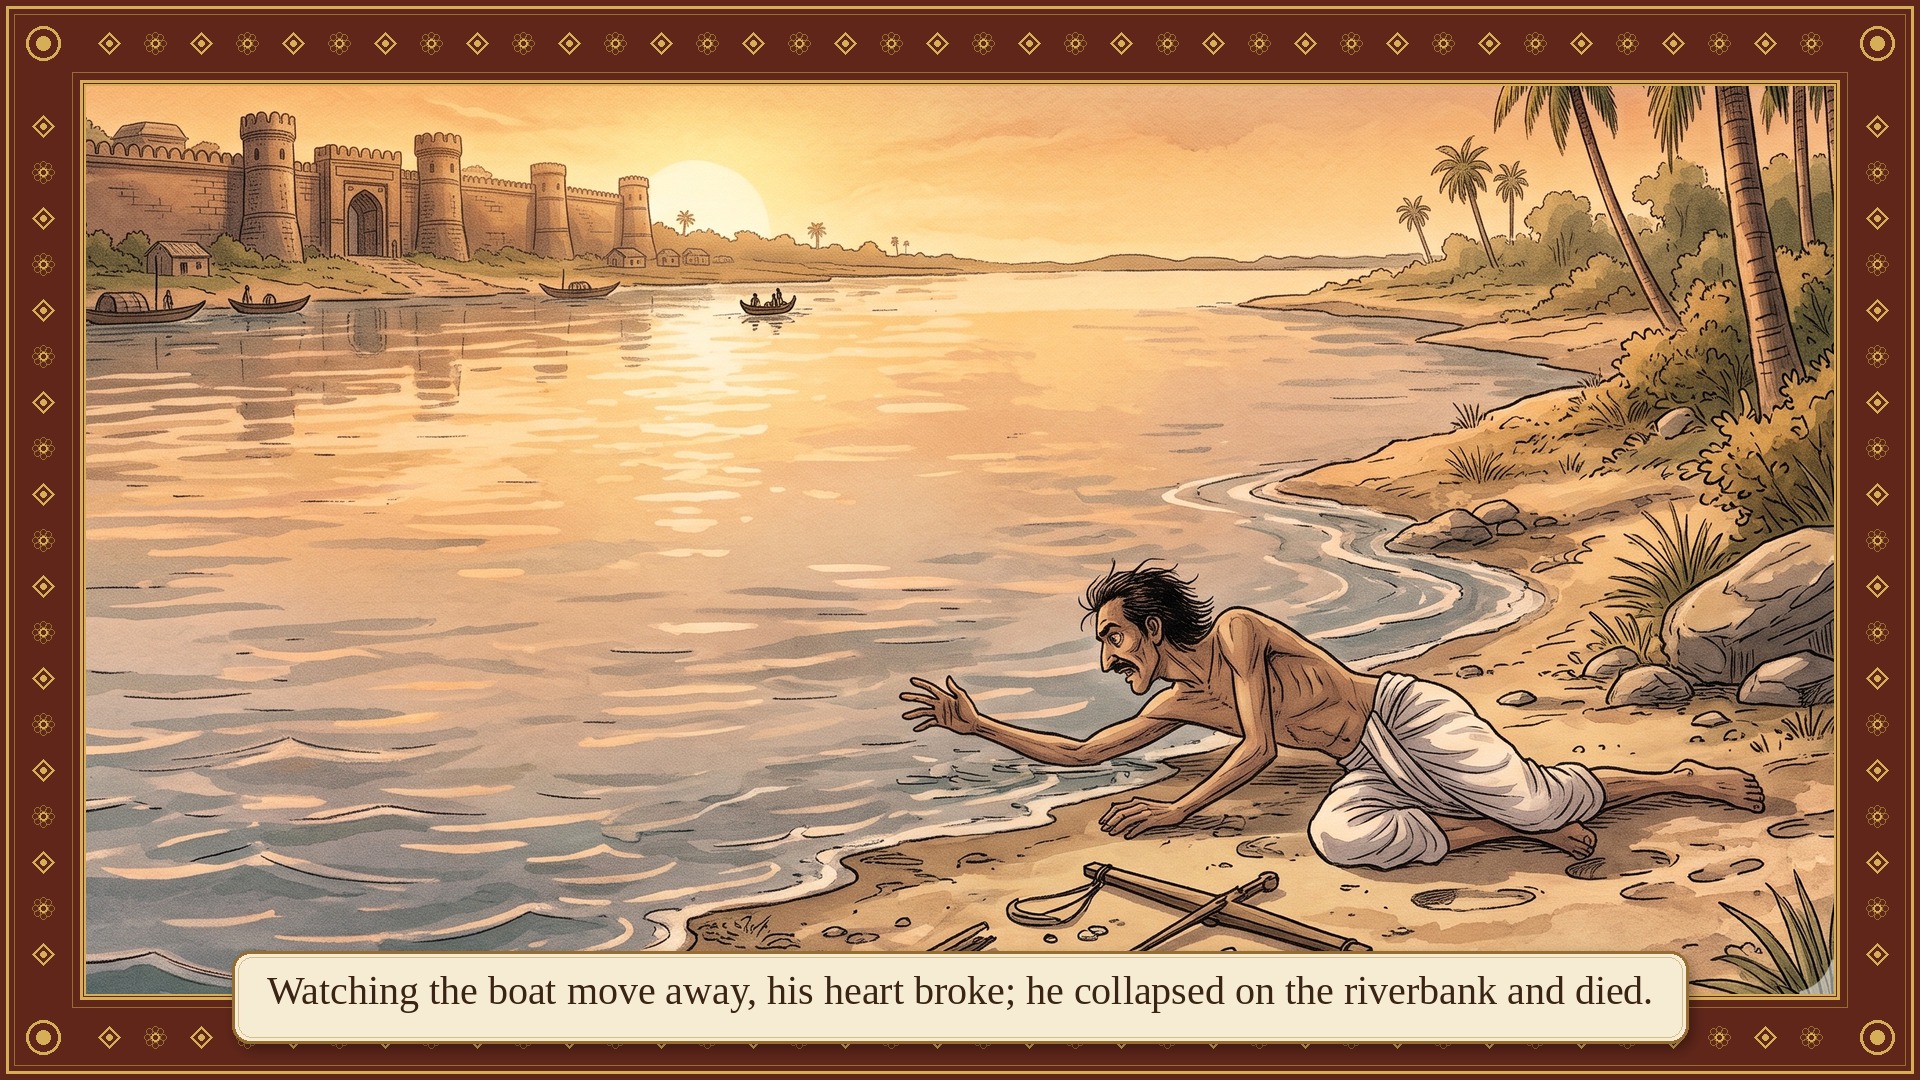 Watching the boat move away, his heart broke; he collapsed on the riverbank and died.